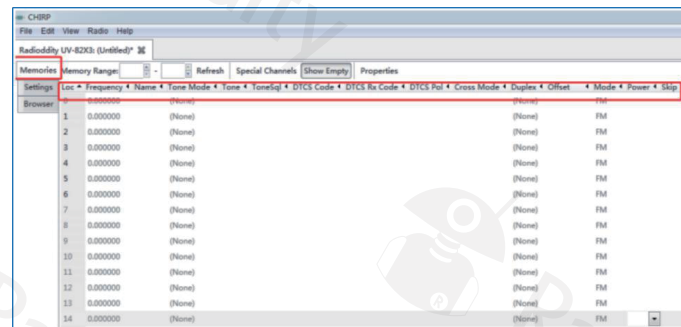 CHIRP
File Edit View Radio Help
Radioddity UV-82X3: (Untitled)*
Memories Memory Range: - Refresh Special Channels Show Empty Properties
Settings Loc Frequency Name Tone Mode Tone ToneSql DTCS Code DTCS Rx Code DTCS Pol Cross Mode Duplex Offset Mode Power Skip
Browser 0 0.000000 (None) (None) FM
1 0.000000 (None) (None) FM
2 0.000000 (None) (None) FM
3 0.000000 (None) (None) FM
4 0.000000 (None) (None) FM
5 0.000000 (None) (None) FM
6 0.000000 (None) (None) FM
7 0.000000 (None) (None) FM
8 0.000000 (None) (None) FM
9 0.000000 (None) (None) FM
10 0.000000 (None) (None) FM
11 0.000000 (None) (None) FM
12 0.000000 (None) (None) FM
13 0.000000 (None) (None) FM
14 0.000000 (None) (None) FM